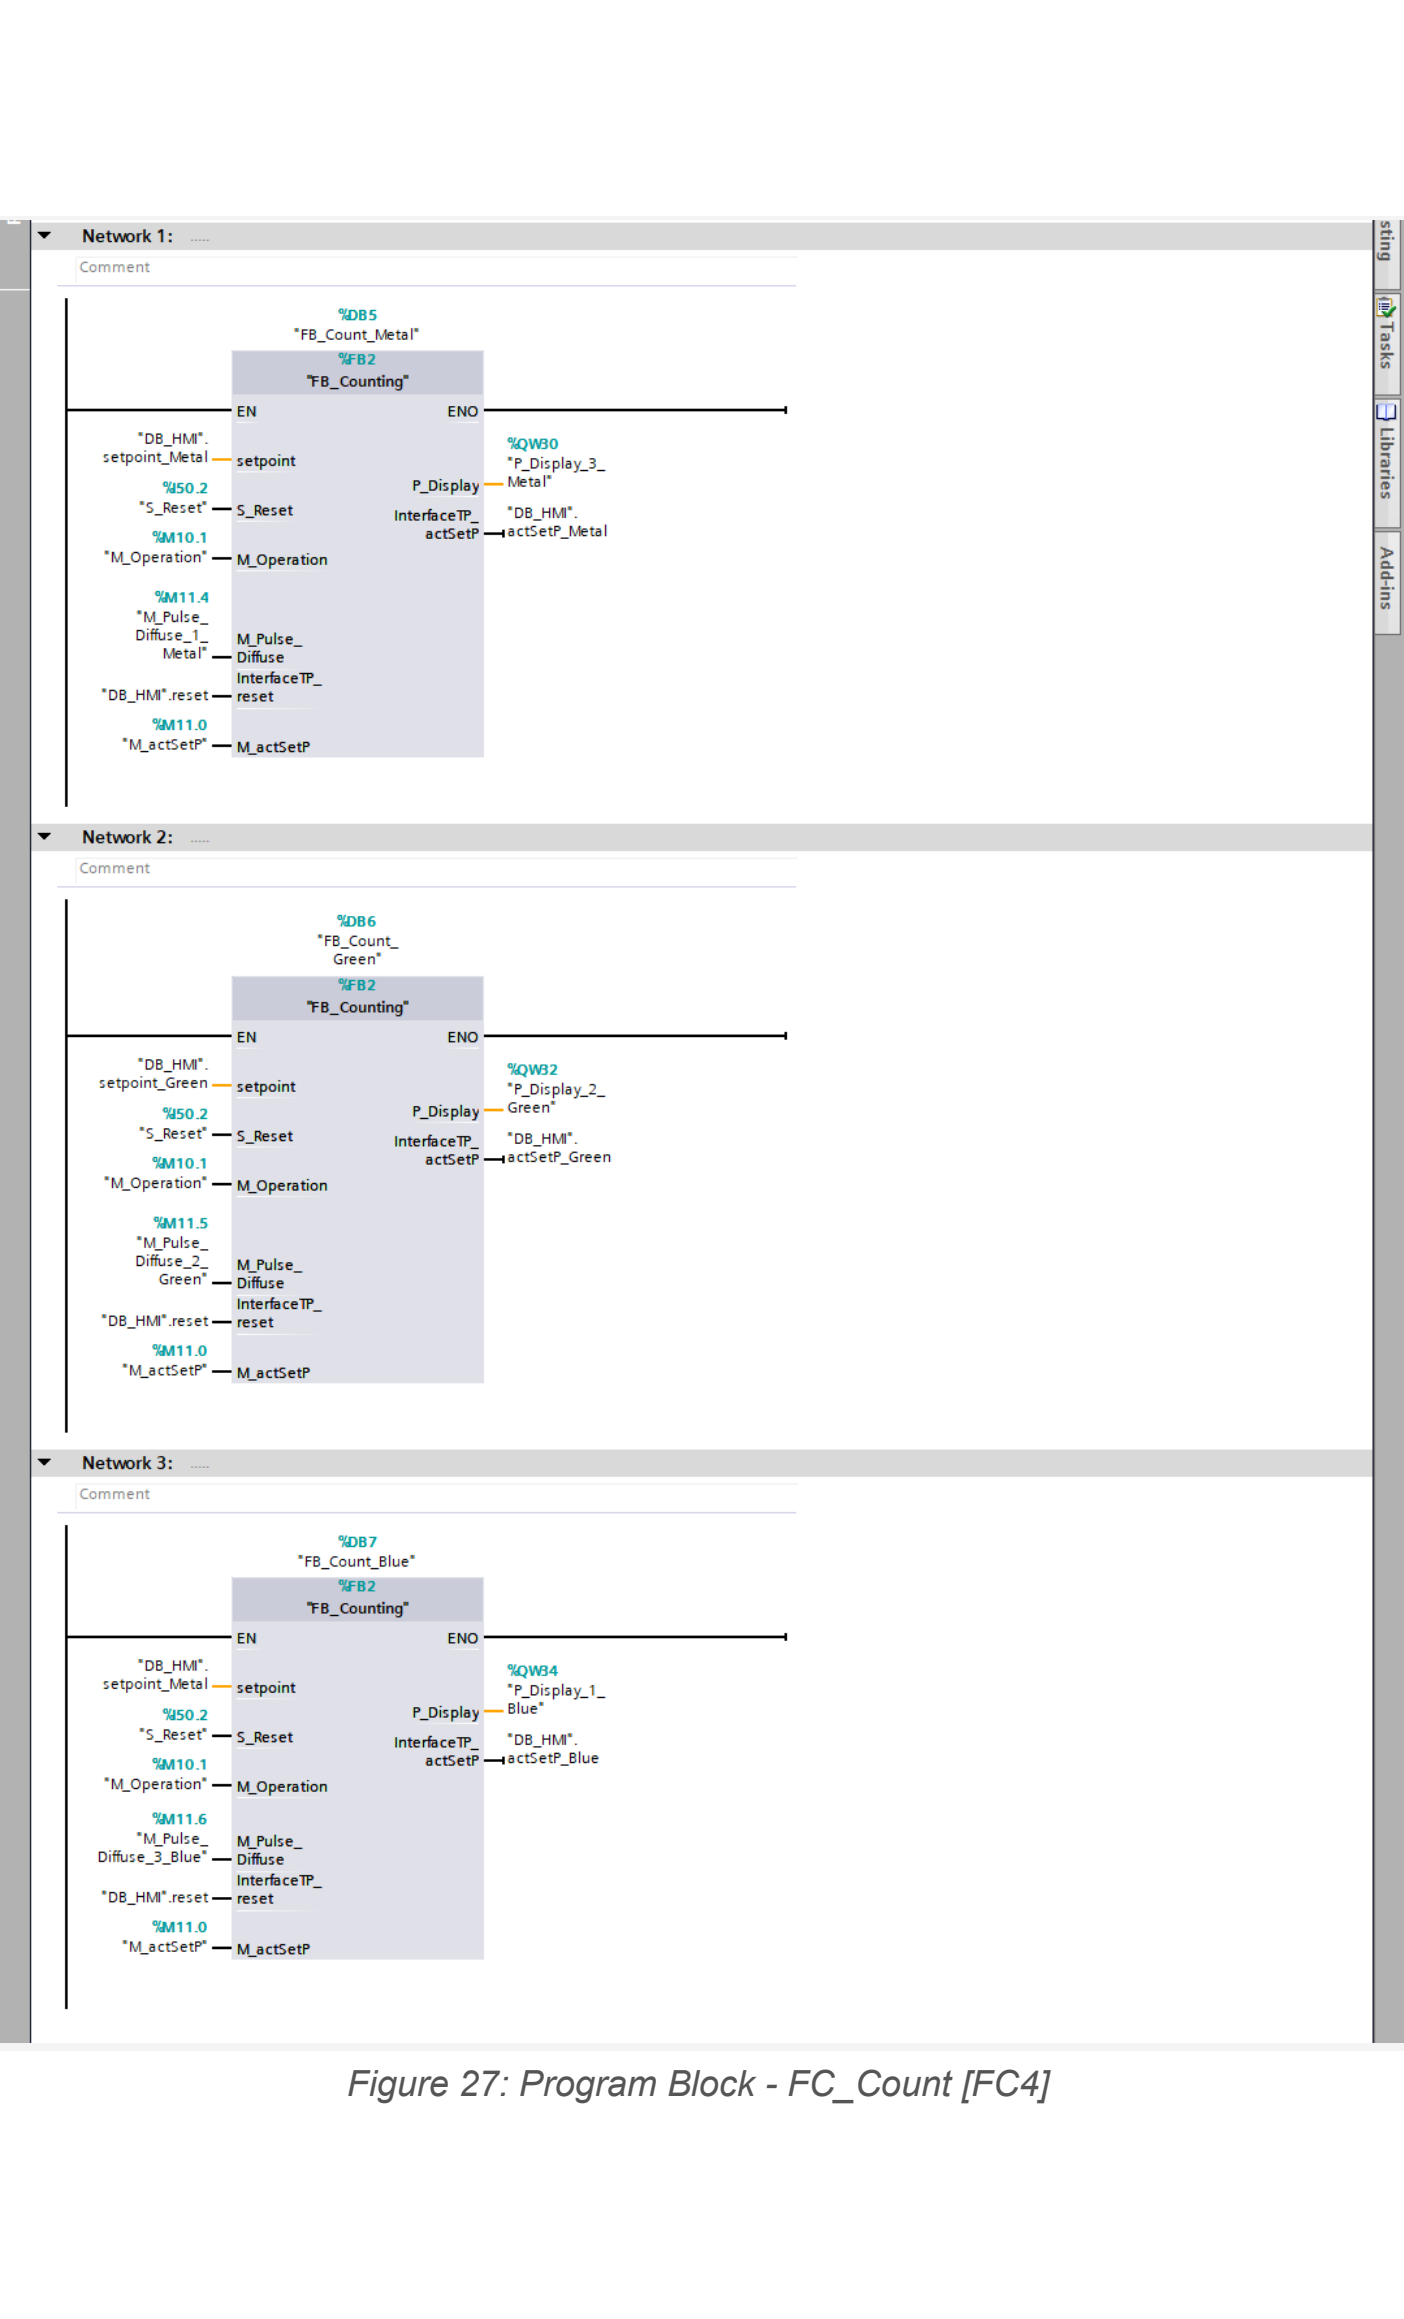 Network 1: .....
Comment
%DB5
"FB_Count_Metal"
%FB2
"FB_Counting"
EN ENO
"DB_HMI".
setpoint_Metal setpoint
%I50.2
"S_Reset" S_Reset
%M10.1
"M_Operation" M_Operation
%M11.4
"M_Pulse_
Diffuse_1_
Metal"
M_Pulse_
Diffuse
"DB_HMI".reset
InterfaceTP_
reset
%M11.0
"M_actSetP" M_actSetP
%QW30
"P_Display_3_
Metal"
P_Display
InterfaceTP_
actSetP
"DB_HMI".
actSetP_Metal
Network 2: .....
Comment
%DB6
"FB_Count_
Green"
%FB2
"FB_Counting"
EN ENO
"DB_HMI".
setpoint_Green setpoint
%I50.2
"S_Reset" S_Reset
%M10.1
"M_Operation" M_Operation
%M11.5
"M_Pulse_
Diffuse_2_
Green"
M_Pulse_
Diffuse
"DB_HMI".reset
InterfaceTP_
reset
%M11.0
"M_actSetP" M_actSetP
%QW32
"P_Display_2_
Green"
P_Display
InterfaceTP_
actSetP
"DB_HMI".
actSetP_Green
Network 3: .....
Comment
%DB7
"FB_Count_Blue"
%FB2
"FB_Counting"
EN ENO
"DB_HMI".
setpoint_Metal setpoint
%I50.2
"S_Reset" S_Reset
%M10.1
"M_Operation" M_Operation
%M11.6
"M_Pulse_
Diffuse_3_Blue"
M_Pulse_
Diffuse
"DB_HMI".reset
InterfaceTP_
reset
%M11.0
"M_actSetP" M_actSetP
%QW34
"P_Display_1_
Blue"
P_Display
InterfaceTP_
actSetP
"DB_HMI".
actSetP_Blue
sting
Tasks
Libraries
Add-ins
Figure 27: Program Block - FC_Count [FC4]